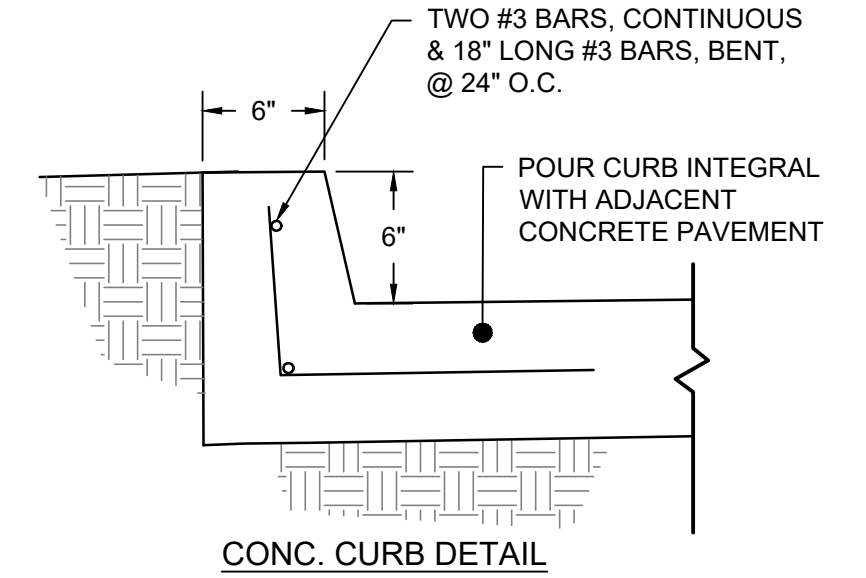 TWO #3 BARS, CONTINUOUS
& 18" LONG #3 BARS, BENT,
@ 24" O.C.
6"
POUR CURB INTEGRAL
WITH ADJACENT
CONCRETE PAVEMENT
6"
CONC. CURB DETAIL